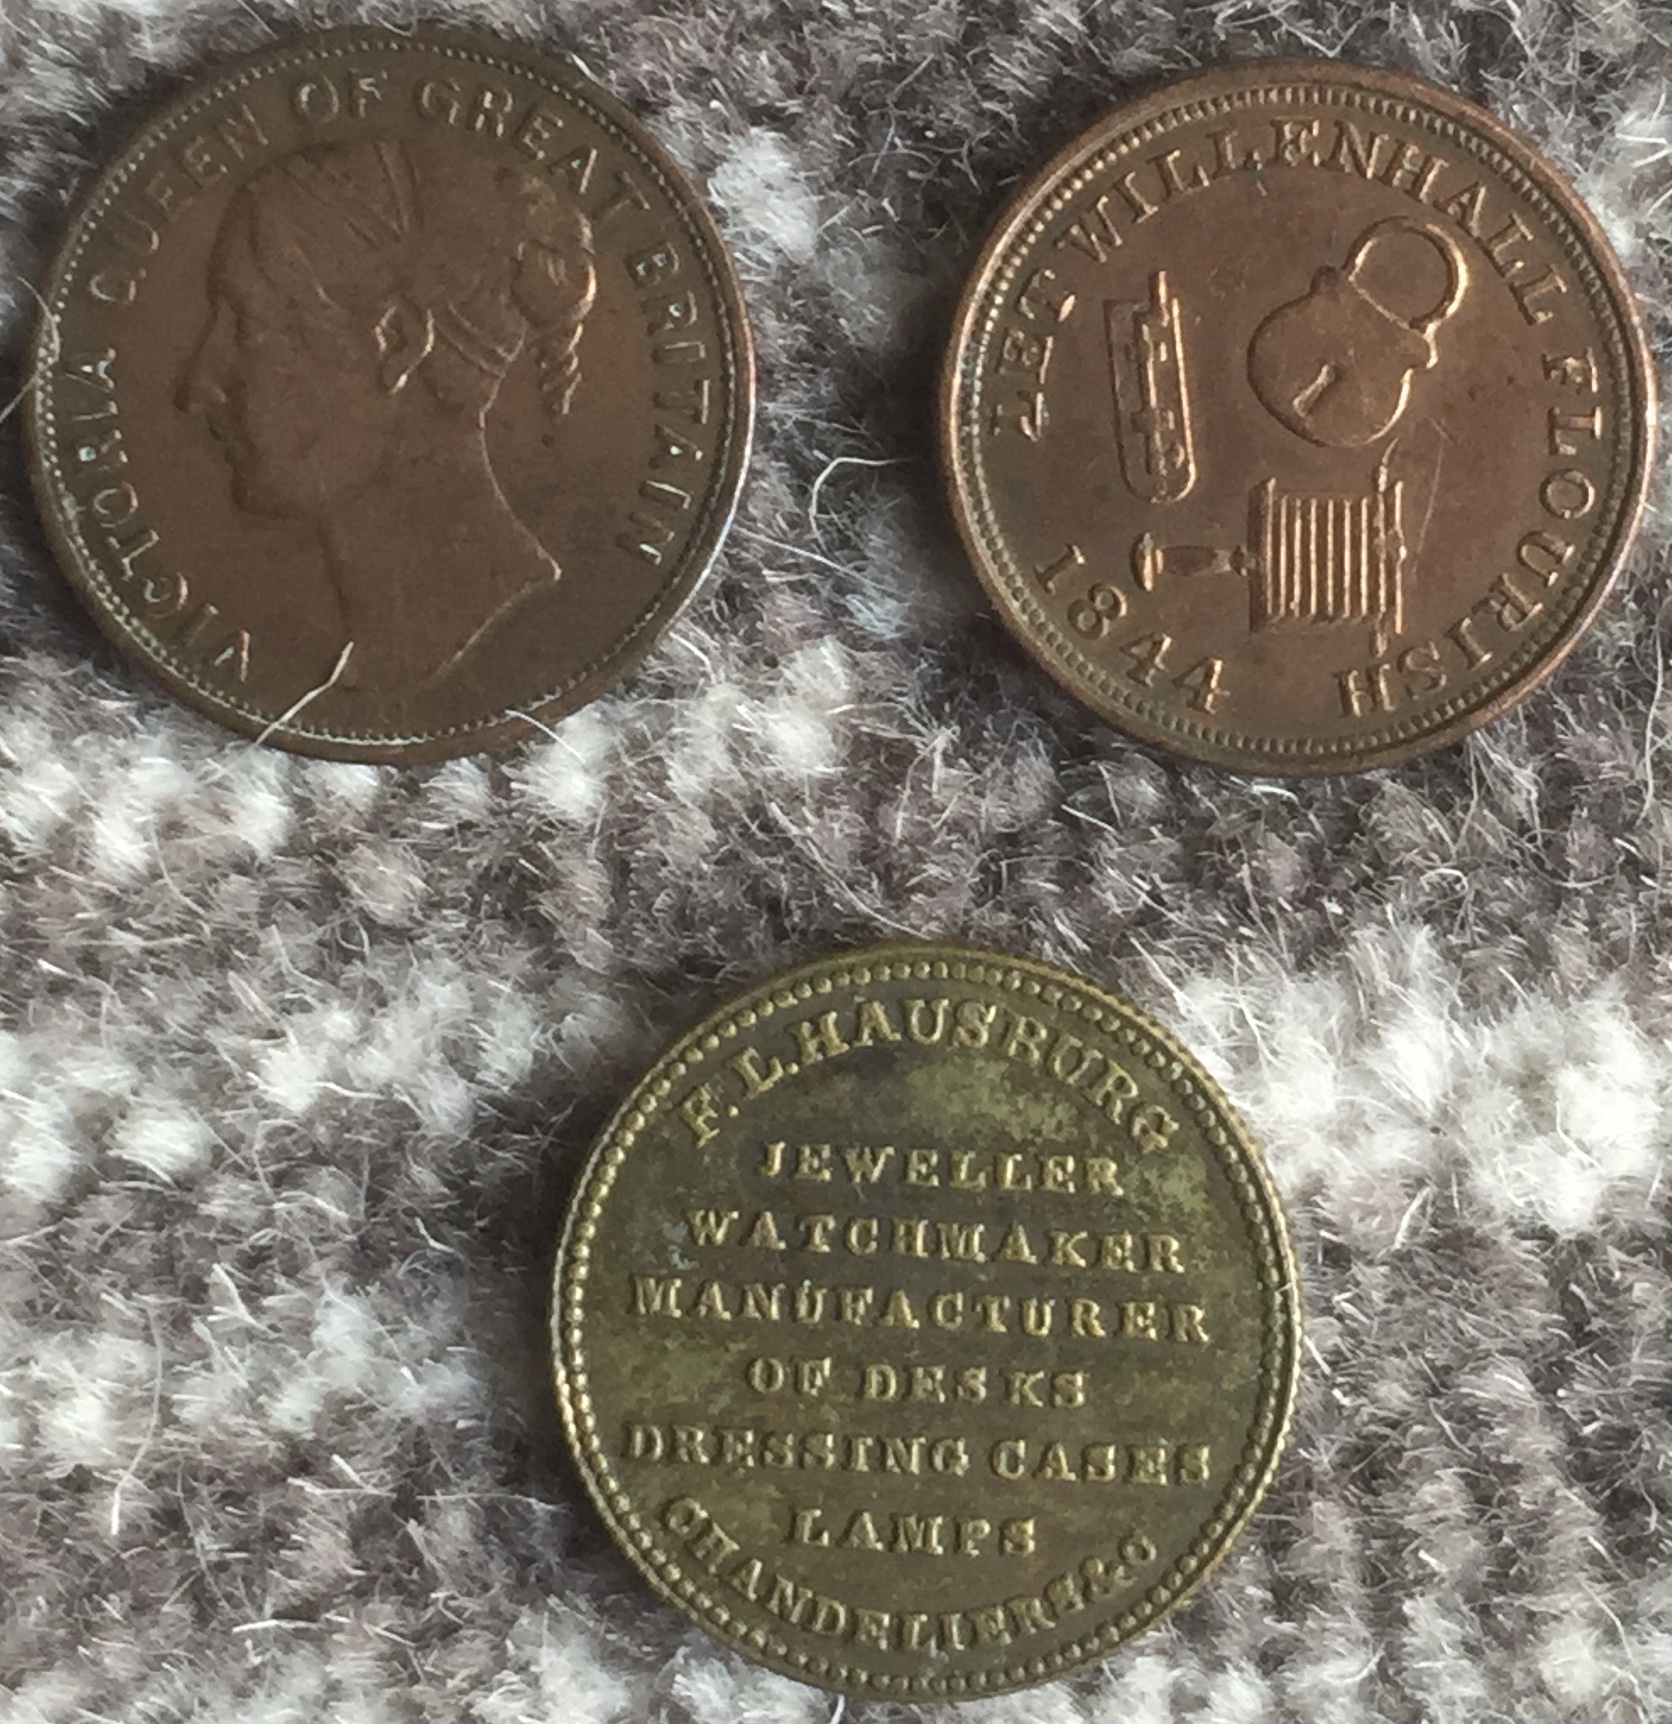 VICTORIA QUEEN OF GREAT BRITAIN
LET WILLENHALL FLOURISH
1844
F. L. HAUSBURG
JEWELLER
WATCHMAKER
MANUFACTURER
OF DESKS
DRESSING CASES
LAMPS
CHANDELIERS &C